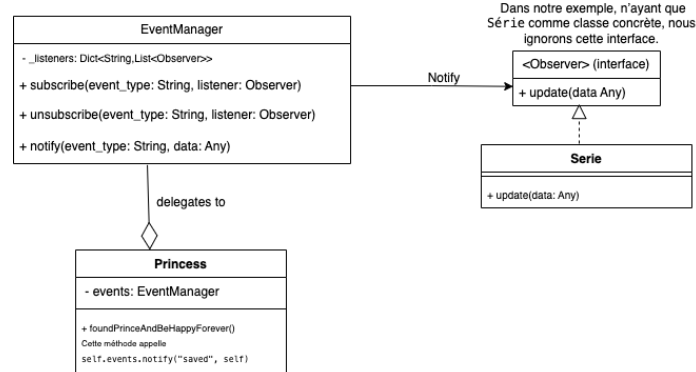 Dans notre exemple, n'ayant que
Série comme classe concrète, nous
ignorons cette interface.
EventManager
- _listeners: Dict<String,List<Observer>>
+ subscribe(event_type: String, listener: Observer)
+ unsubscribe(event_type: String, listener: Observer)
+ notify(event_type: String, data: Any)
Notify
<Observer> (interface)
+ update(data Any)
Serie
+ update(data: Any)
delegates to
Princess
- events: EventManager
+ foundPrinceAndBeHappyForever()
Cette méthode appelle
self.events.notify("saved", self)